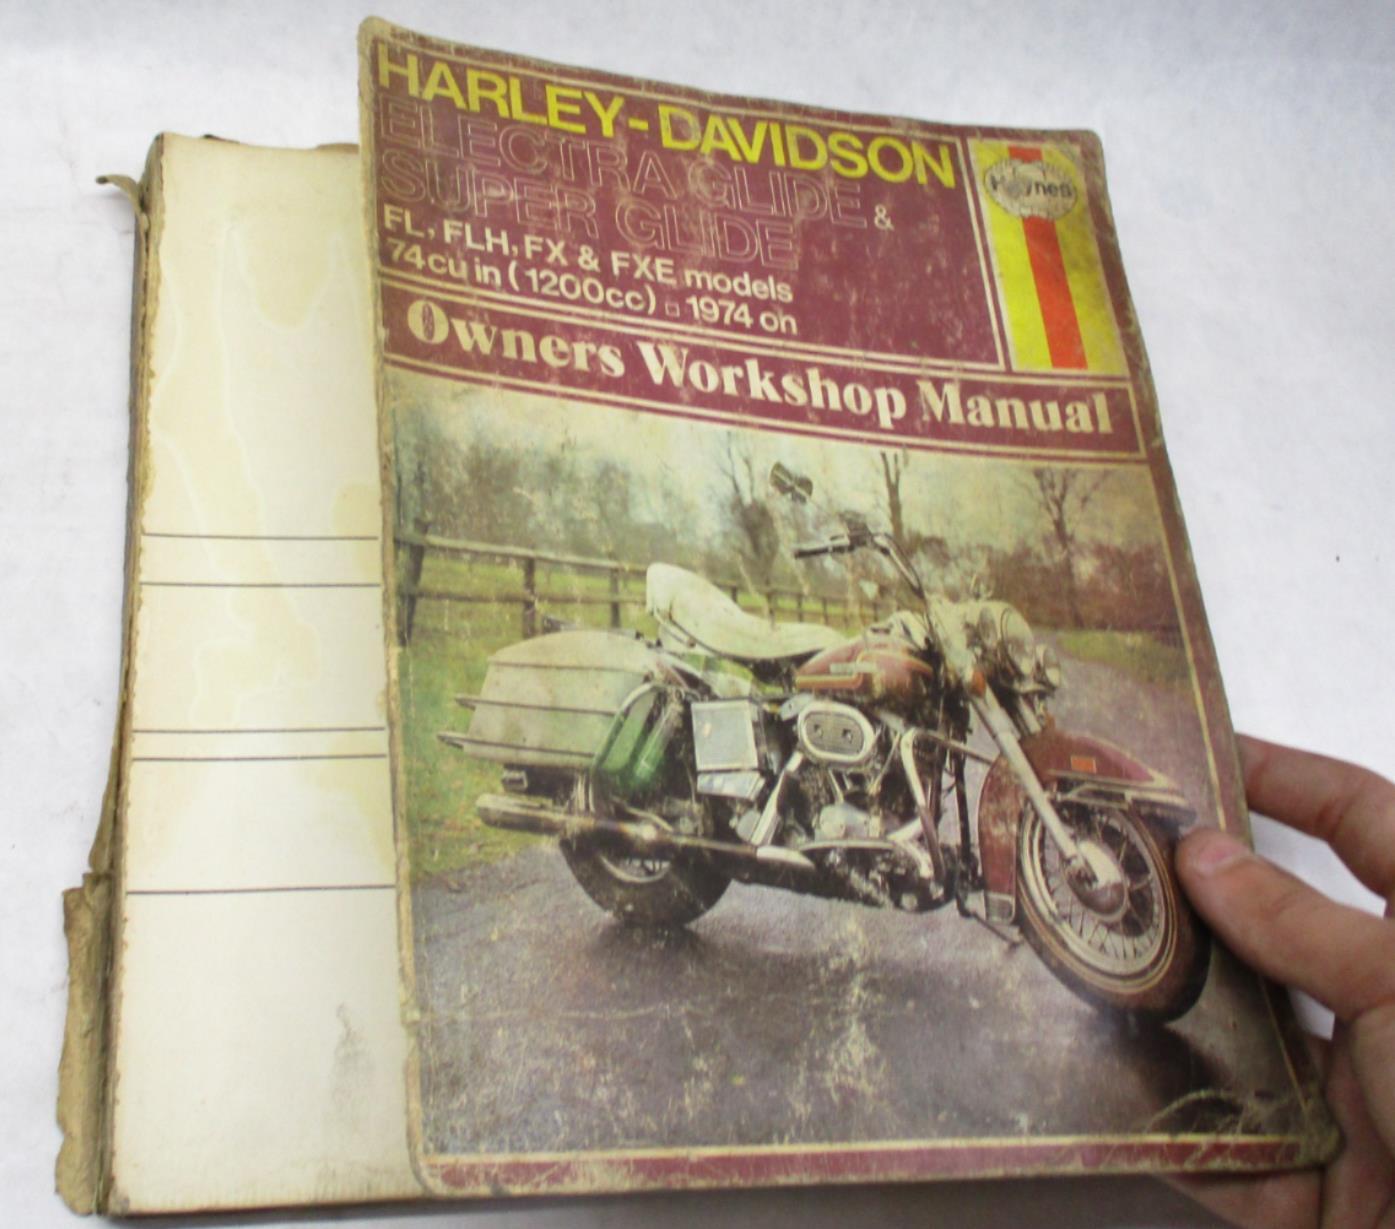 HARLEY-DAVIDSON
ELECTRA GLIDE &
SUPER GLIDE
FL, FLH, FX & FXE models
74cu in (1200cc) □ 1974 on
Haynes
Owners Workshop Manual